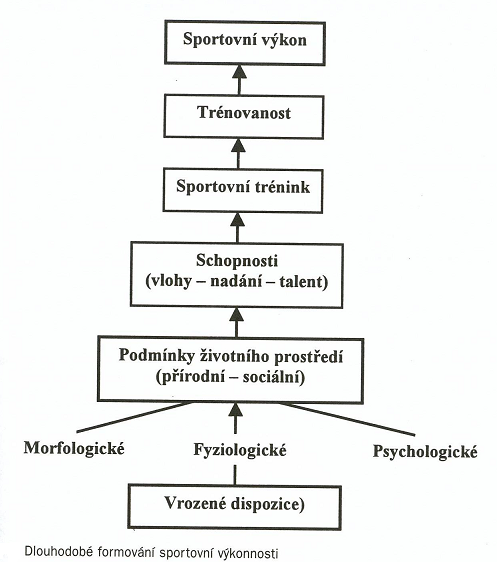 Sportovní výkon
Trénovanost
Sportovní trénink
Schopnosti
(vlohy – nadání – talent)
Podmínky životního prostředí
(přírodní – sociální)
Morfologické
Fyziologické
Psychologické
Vrozené dispozice)
Dlouhodobé formování sportovní výkonnosti